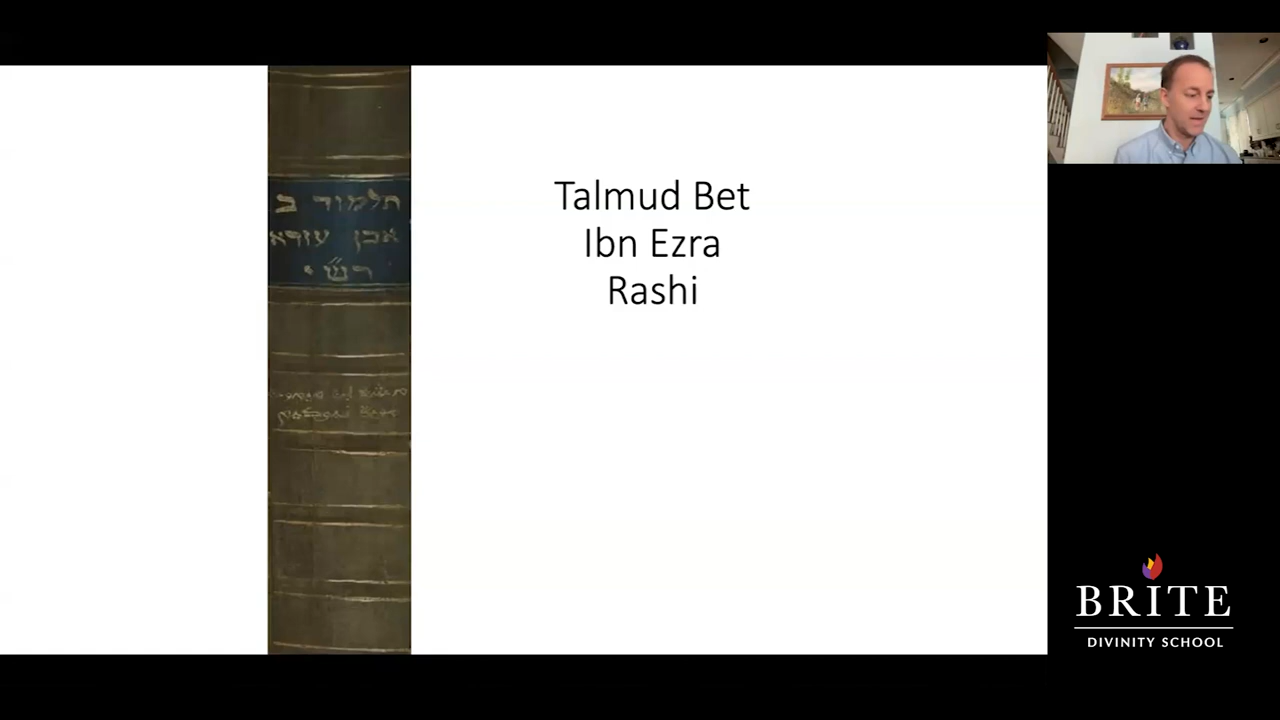 תלמוד ב
אבן עזרא
רש״י
Talmud Bet
Ibn Ezra
Rashi
BRITE
DIVINITY SCHOOL